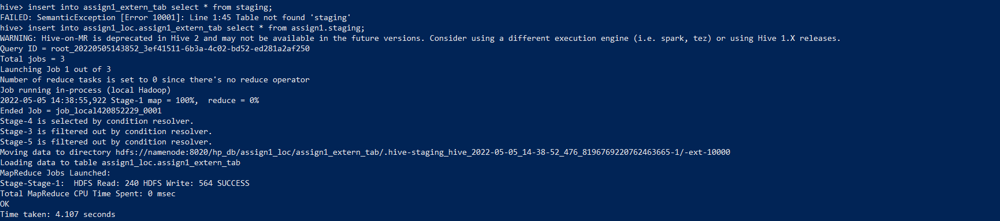 hive> insert into assign1_extern_tab select * from staging;
FAILED: SemanticException [Error 10001]: Line 1:45 Table not found 'staging'
hive> insert into assign1_loc.assign1_extern_tab select * from assign1.staging;
WARNING: Hive-on-MR is deprecated in Hive 2 and may not be available in the future versions. Consider using a different execution engine (i.e. spark, tez) or using Hive 1.X releases.
Query ID = root_20220505143852_3ef41511-6b3a-4c02-bd52-ed281a2af250
Total jobs = 3
Launching Job 1 out of 3
Number of reduce tasks is set to 0 since there's no reduce operator
Job running in-process (local Hadoop)
2022-05-05 14:38:55,922 Stage-1 map = 100%,  reduce = 0%
Ended Job = job_local420852229_0001
Stage-4 is selected by condition resolver.
Stage-3 is filtered out by condition resolver.
Stage-5 is filtered out by condition resolver.
Moving data to directory hdfs://namenode:8020/hp_db/assign1_loc/assign1_extern_tab/.hive-staging_hive_2022-05-05_14-38-52_476_8196769220762463665-1/-ext-10000
Loading data to table assign1_loc.assign1_extern_tab
MapReduce Jobs Launched:
Stage-Stage-1:  HDFS Read: 240 HDFS Write: 564 SUCCESS
Total MapReduce CPU Time Spent: 0 msec
OK
Time taken: 4.107 seconds